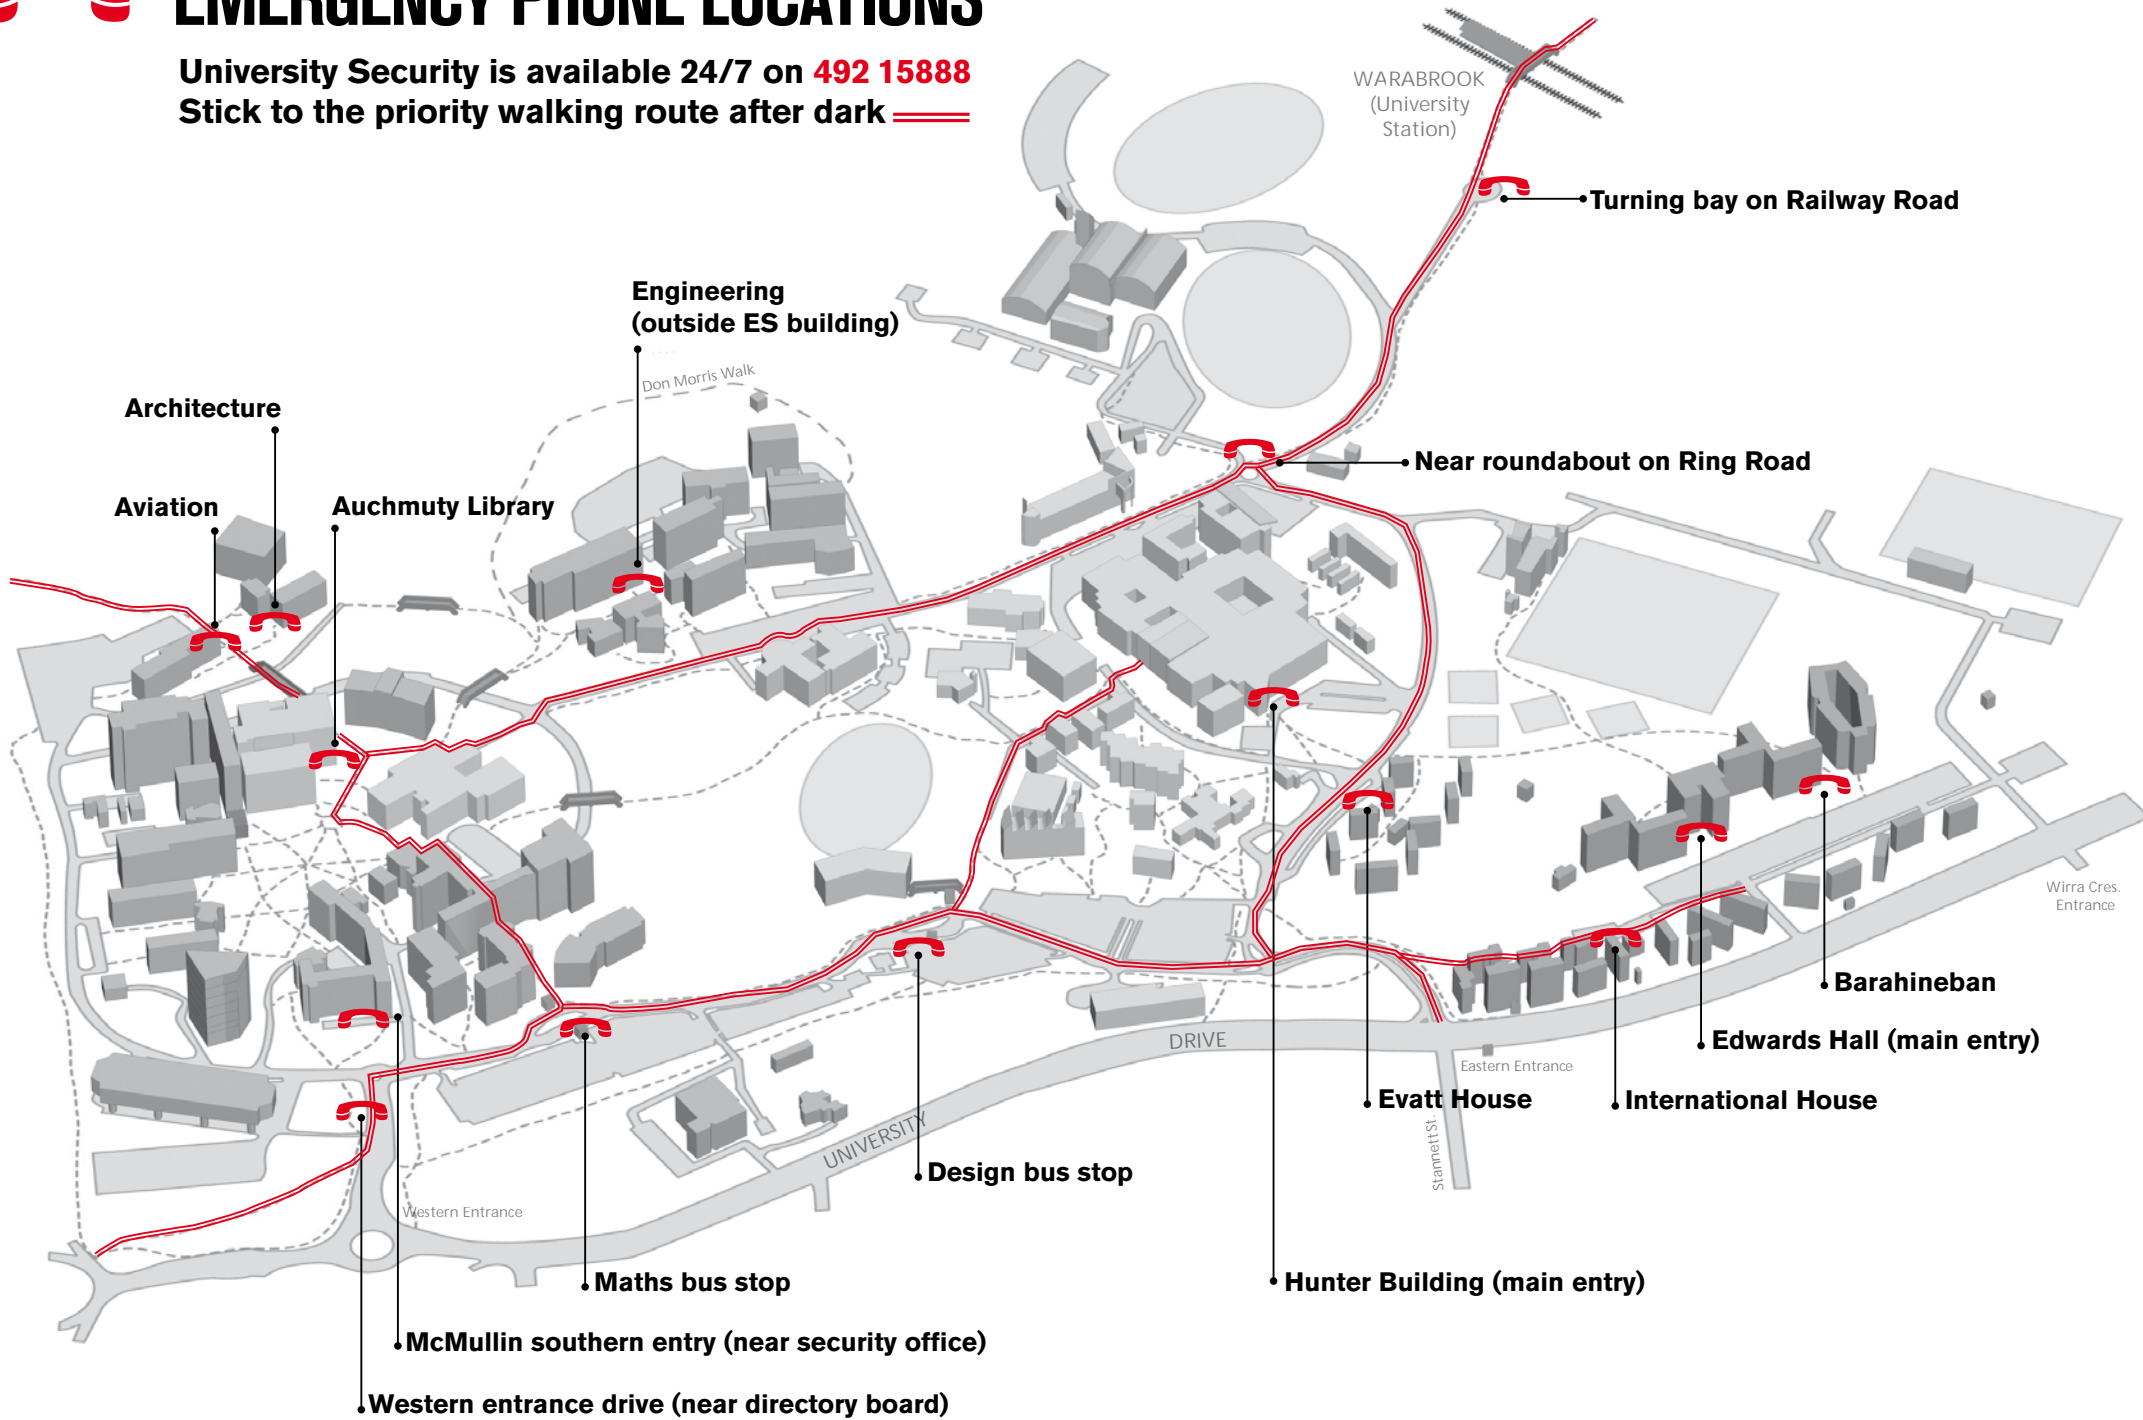 EMERGENCY PHONE LOCATIONS
University Security is available 24/7 on 492 15888
Stick to the priority walking route after dark
WARABROOK
(University
Station)
Turning bay on Railway Road
Engineering
(outside ES building)
Don Morris Walk
Architecture
Near roundabout on Ring Road
Aviation
Auchmuty Library
Wirra Cres.
Entrance
Barahineban
DRIVE
Edwards Hall (main entry)
Eastern Entrance
Evatt House
International House
UNIVERSITY
Stannett St.
Design bus stop
Western Entrance
Maths bus stop
Hunter Building (main entry)
McMullin southern entry (near security office)
Western entrance drive (near directory board)